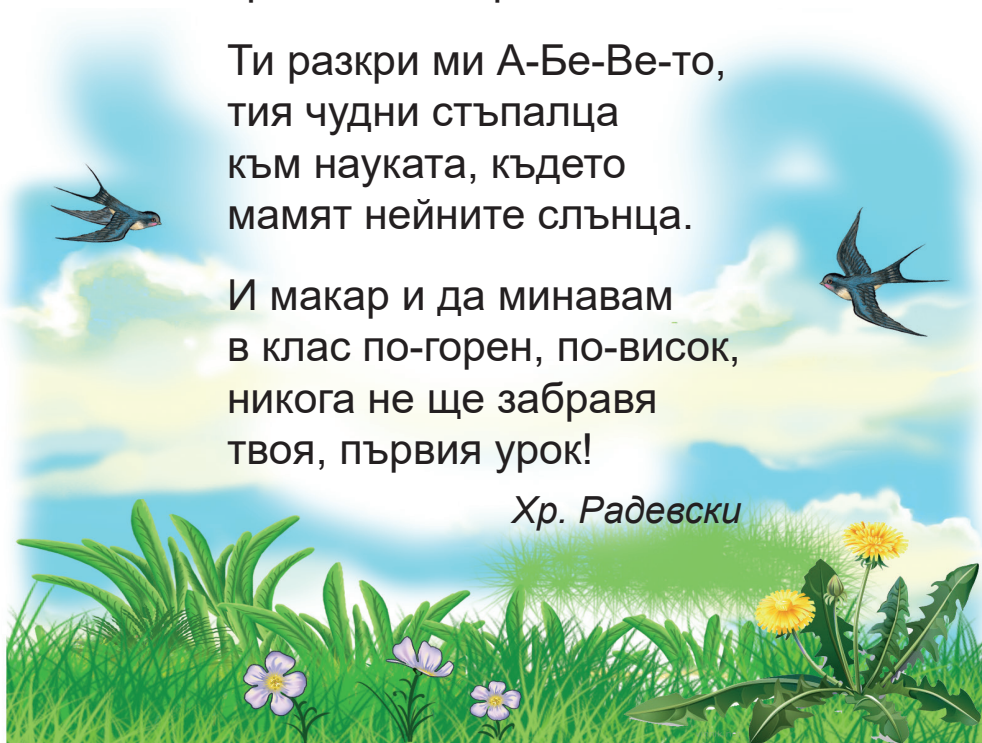 Ти разкри ми А-Бе-Ве-то,
тия чудни стъпалца
към науката, където
мамят нейните слънца.
И макар и да минавам
в клас по-горен, по-висок,
никога не ще забравя
твоя, първия урок!
Хр. Радевски